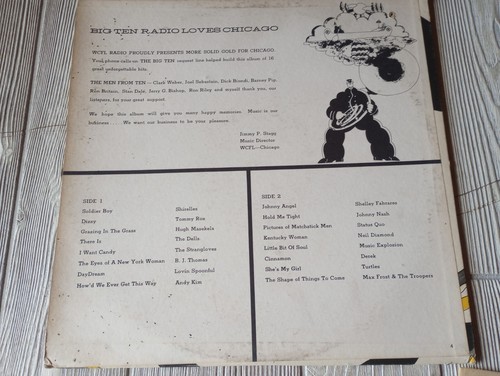 BIG TEN RADIO LOVES CHICAGO
WCFL RADIO PROUDLY PRESENTS MORE SOLID GOLD FOR CHICAGO.
Your phone calls on THE BIG TEN request line helped build this album of 16
great unforgettable hits.
THE MEN FROM TEN — Clark Weber, Joel Sebastian, Dick Biondi, Barney Pip,
Ron Britain, Stan Dale, Jerry G. Bishop, Ron Riley and myself thank you, our
listeners, for your great support.
We hope this album will give you many happy memories. Music is our
business . . . . We want our business to be your pleasure.
Jimmy P. Stagg
Music Director
WCFL—Chicago
SIDE 1
Soldier Boy Shirelles
Dizzy Tommy Roe
Grazing In The Grass Hugh Masekela
There Is The Dells
I Want Candy The Strangeloves
The Eyes of A New York Woman B. J. Thomas
DayDream Lovin Spoonful
How'd We Ever Get This Way Andy Kim
SIDE 2
Johnny Angel Shelley Fabrares
Hold Me Tight Johnny Nash
Pictures of Matchstick Men Status Quo
Kentucky Woman Neil Diamond
Little Bit Of Soul Music Explosion
Cinnamon Derek
She's My Girl Turtles
The Shape of Things To Come Max Frost & The Troopers